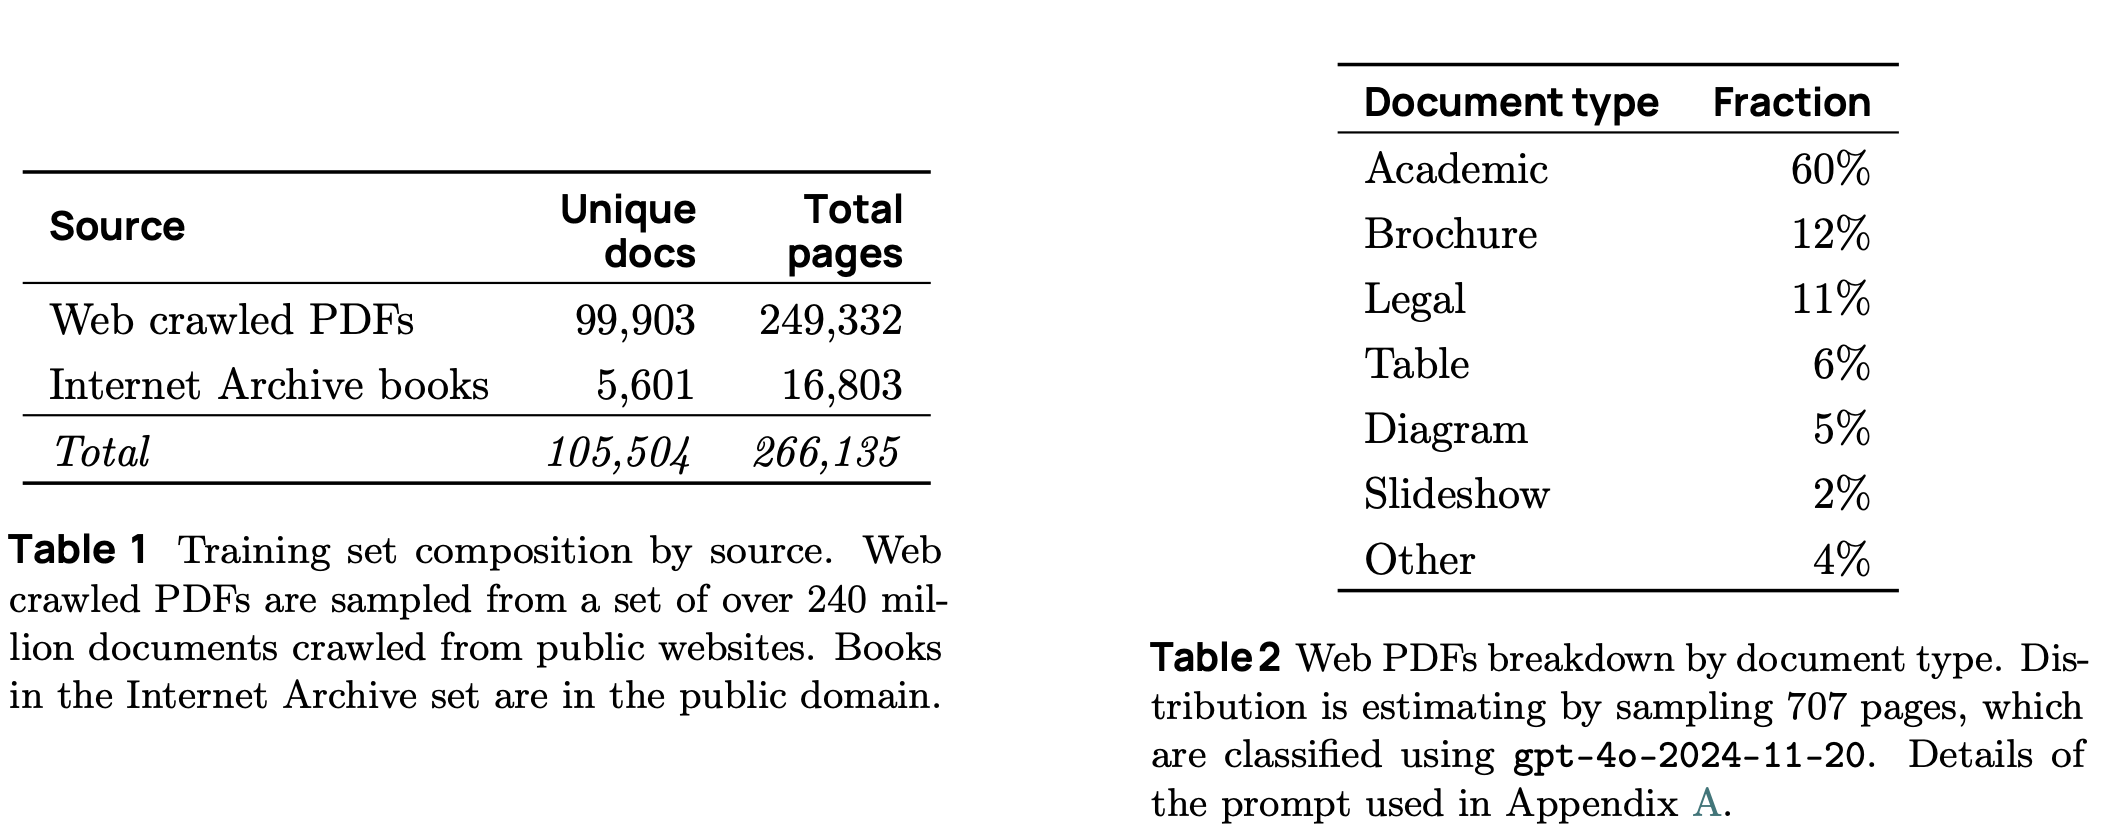 Source Unique docs Total pages
Web crawled PDFs 99,903 249,332
Internet Archive books 5,601 16,803
Total 105,504 266,135
Table 1 Training set composition by source. Web
crawled PDFs are sampled from a set of over 240 mil-
lion documents crawled from public websites. Books
in the Internet Archive set are in the public domain.
Document type Fraction
Academic 60%
Brochure 12%
Legal 11%
Table 6%
Diagram 5%
Slideshow 2%
Other 4%
Table 2 Web PDFs breakdown by document type. Dis-
tribution is estimating by sampling 707 pages, which
are classified using gpt-4o-2024-11-20. Details of
the prompt used in Appendix A.